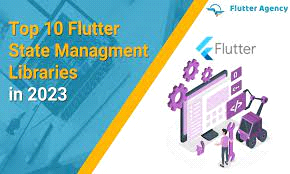 Top 10 Flutter
State Managment
Libraries
in 2023
Flutter Agency
Flutter